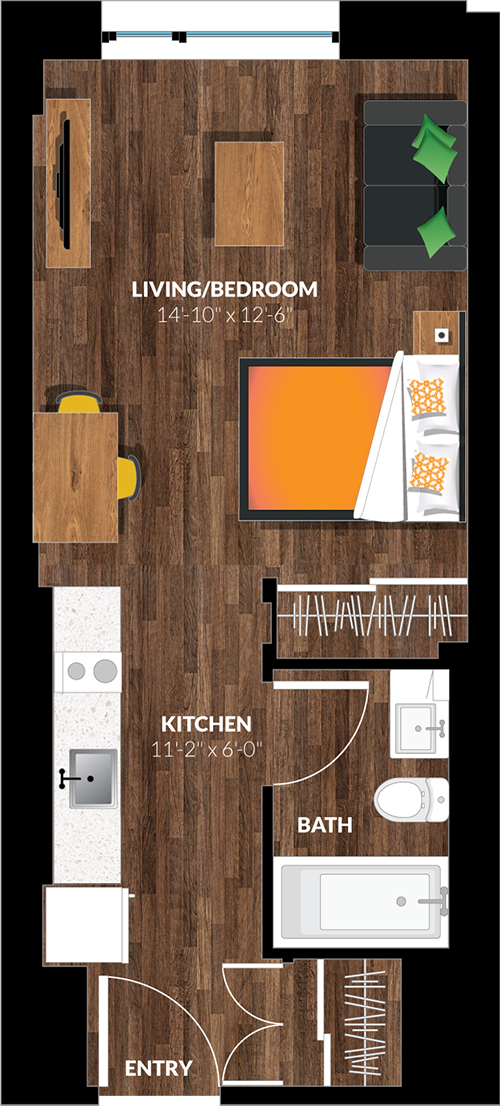 LIVING/BEDROOM
14'-10" x 12'-6"
KITCHEN
11'-2" x 6'-0"
BATH
ENTRY